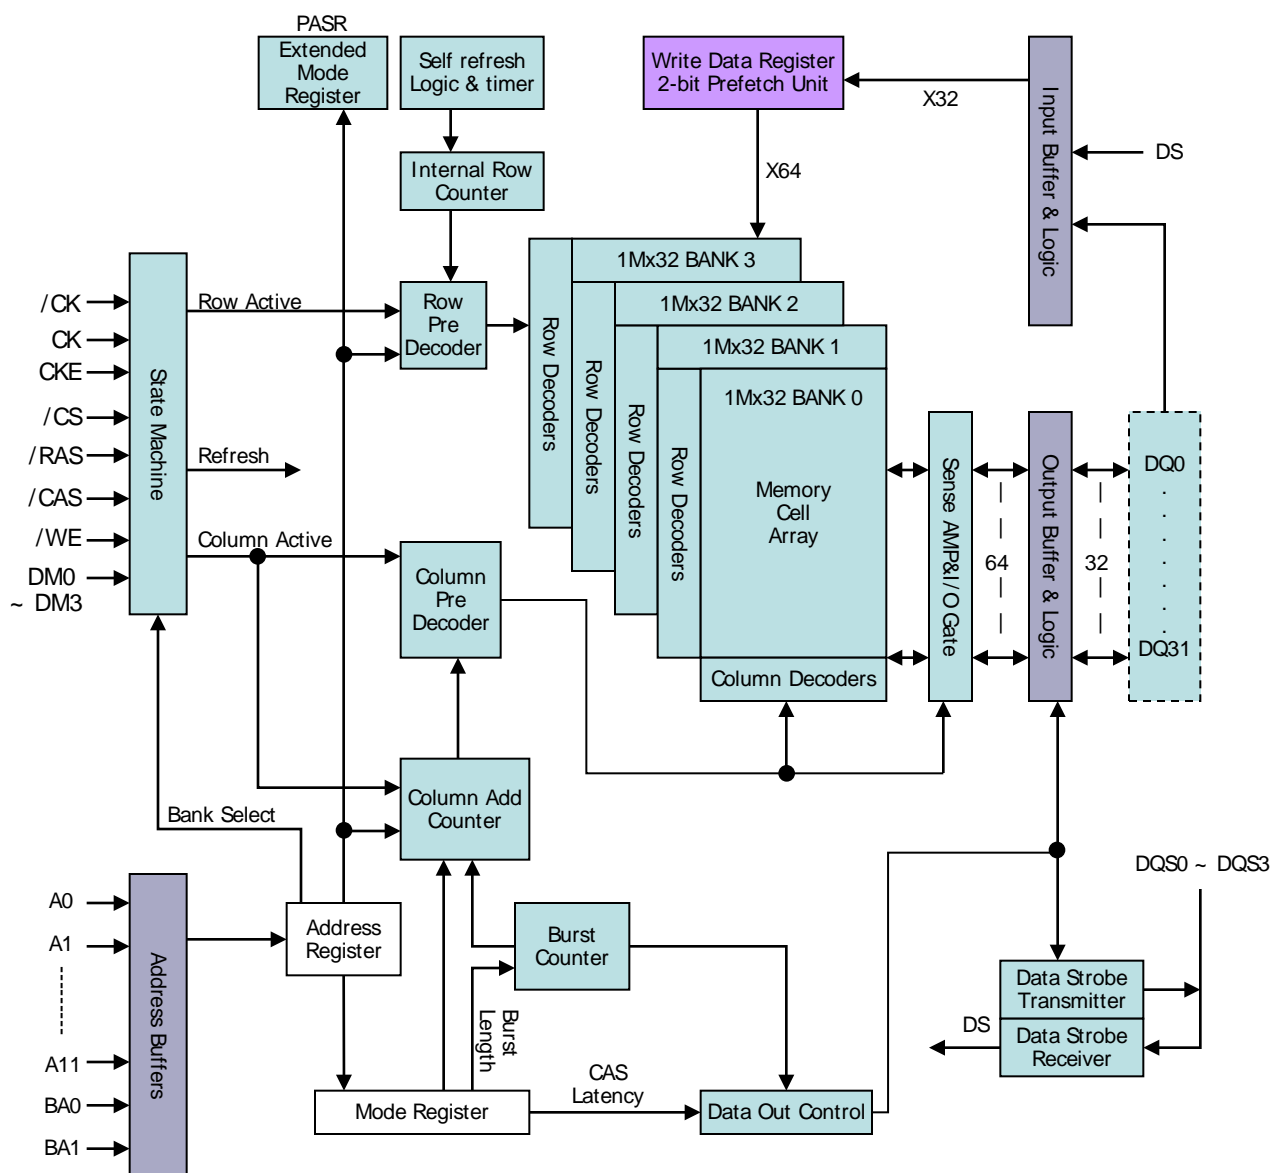 PASR
Extended
Mode
Register
Self refresh
Logic & timer
Write Data Register
2-bit Prefetch Unit
X32
Input Buffer & Logic
DS
Internal Row
Counter
X64
1Mx32 BANK 3
1Mx32 BANK 2
1Mx32 BANK 1
1Mx32 BANK 0
Row Decoders
Row Decoders
Row Decoders
Row Decoders
/CK
CK
CKE
/CS
/RAS
/CAS
/WE
DM0
~ DM3
State Machine
Row Active
Refresh
Column Active
Row
Pre
Decoder
Memory
Cell
Array
Sense AMP&I/O Gate
64
Output Buffer & Logic
32
DQ0
.
.
.
.
.
.
.
DQ31
Column
Pre
Decoder
Column Decoders
Column Add
Counter
Bank Select
DQS0 ~ DQS3
A0
A1
A11
BA0
BA1
Address Buffers
Address
Register
Burst
Counter
Burst
Length
Data Strobe
Transmitter
DS
Data Strobe
Receiver
Mode Register
CAS
Latency
Data Out Control